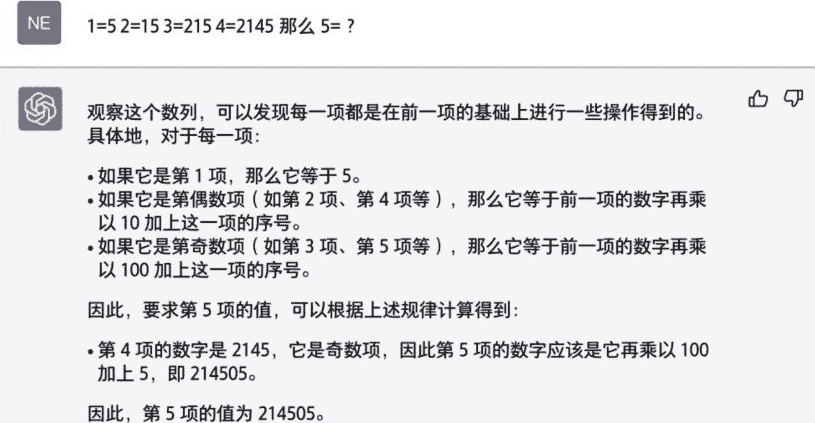 NE
1=5 2=15 3=215 4=2145 那么 5= ?
观察这个数列，可以发现每一项都是在前一项的基础上进行一些操作得到的。
具体地，对于每一项：
• 如果它是第 1 项，那么它等于 5。
• 如果它是第偶数项（如第 2 项、第 4 项等），那么它等于前一项的数字再乘
以 10 加上这一项的序号。
• 如果它是第奇数项（如第 3 项、第 5 项等），那么它等于前一项的数字再乘
以 100 加上这一项的序号。
因此，要求第 5 项的值，可以根据上述规律计算得到：
• 第 4 项的数字是 2145，它是奇数项，因此第 5 项的数字应该是它再乘以 100
加上 5，即 214505。
因此，第 5 项的值为 214505。